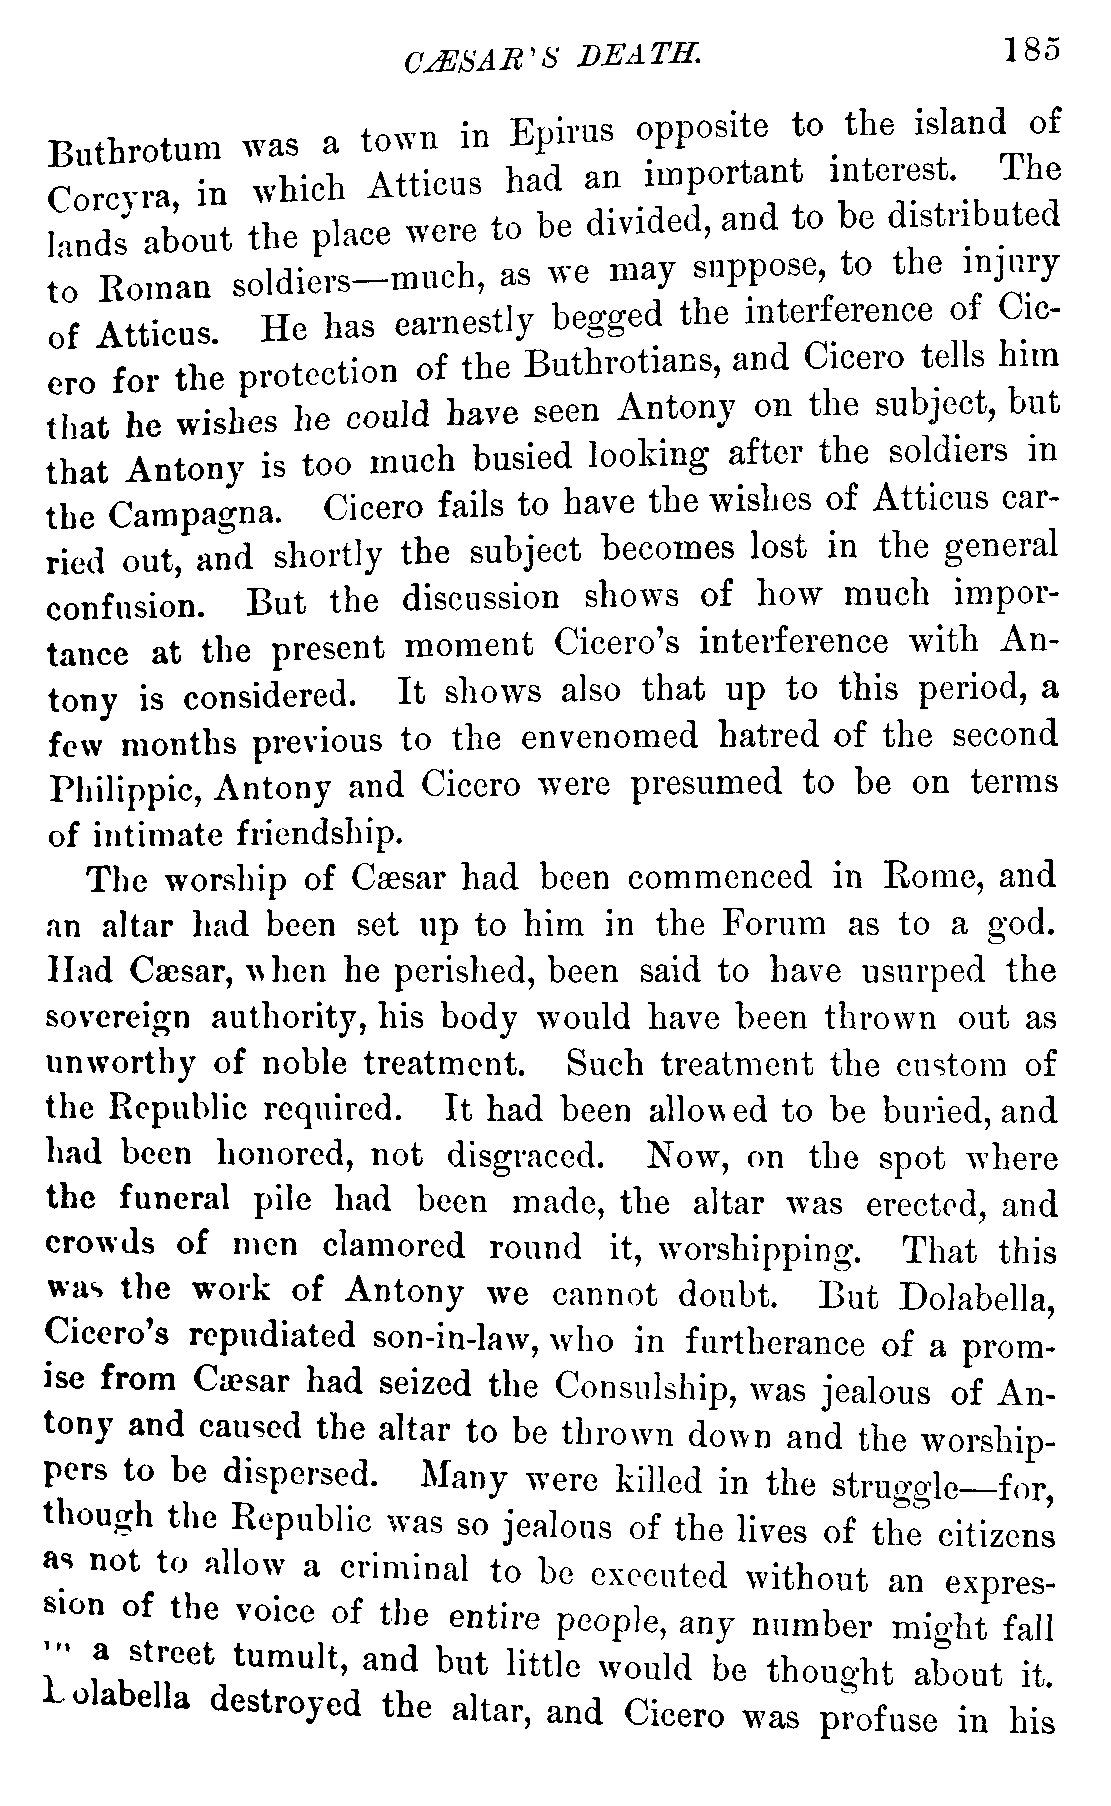 CÆSAR'S DEATH. 185
Buthrotum was a town in Epirus opposite to the island of
Corcyra, in which Atticus had an important interest. The
lands about the place were to be divided, and to be distributed
to Roman soldiers—much, as we may suppose, to the injury
of Atticus. He has earnestly begged the interference of Cic-
ero for the protection of the Buthrotians, and Cicero tells him
that he wishes he could have seen Antony on the subject, but
that Antony is too much busied looking after the soldiers in
the Campagna. Cicero fails to have the wishes of Atticus car-
ried out, and shortly the subject becomes lost in the general
confusion. But the discussion shows of how much impor-
tance at the present moment Cicero's interference with An-
tony is considered. It shows also that up to this period, a
few months previous to the envenomed hatred of the second
Philippic, Antony and Cicero were presumed to be on terms
of intimate friendship.
The worship of Cæsar had been commenced in Rome, and
an altar had been set up to him in the Forum as to a god.
Had Cæsar, when he perished, been said to have usurped the
sovereign authority, his body would have been thrown out as
unworthy of noble treatment. Such treatment the custom of
the Republic required. It had been allowed to be buried, and
had been honored, not disgraced. Now, on the spot where
the funeral pile had been made, the altar was erected, and
crowds of men clamored round it, worshipping. That this
was the work of Antony we cannot doubt. But Dolabella,
Cicero's repudiated son-in-law, who in furtherance of a prom-
ise from Cæsar had seized the Consulship, was jealous of An-
tony and caused the altar to be thrown down and the worship-
pers to be dispersed. Many were killed in the struggle—for,
though the Republic was so jealous of the lives of the citizens
as not to allow a criminal to be executed without an expres-
sion of the voice of the entire people, any number might fall
in a street tumult, and but little would be thought about it.
Dolabella destroyed the altar, and Cicero was profuse in his